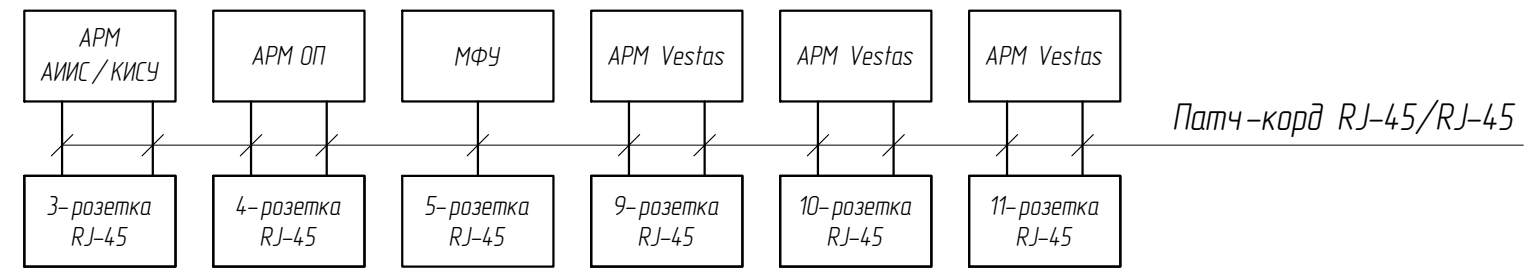 АРМ
АИИС / КИСУ
АРМ ОП
МФУ
АРМ Vestas
АРМ Vestas
АРМ Vestas
Патч-корд RJ-45/RJ-45
3-розетка
RJ-45
4-розетка
RJ-45
5-розетка
RJ-45
9-розетка
RJ-45
10-розетка
RJ-45
11-розетка
RJ-45